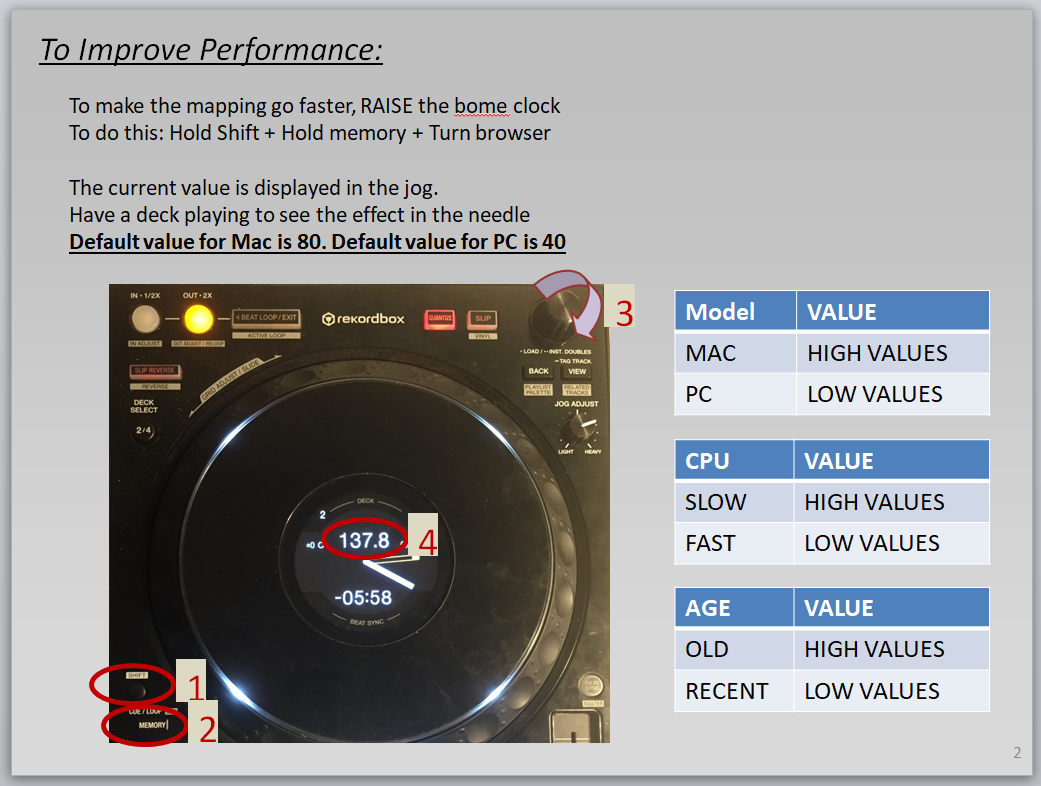 To Improve Performance:
To make the mapping go faster, RAISE the bome clock
To do this: Hold Shift + Hold memory + Turn browser
The current value is displayed in the jog.
Have a deck playing to see the effect in the needle
Default value for Mac is 80. Default value for PC is 40
IN • 1/2X
OUT • 2X
4 BEAT LOOP / EXIT
rekordbox
QUANTIZE
SLIP
3
IN ADJUST
OUT ADJUST / RELOOP
ACTIVE LOOP
VINYL
• LOAD / •• INST. DOUBLES
— TAG TRACK
SLIP REVERSE
REVERSE
GRID ADJUST / SLIDE
BACK
VIEW
PLAYLIST PALETTE
RELATED TRACKS
DECK
SELECT
2/4
JOG ADJUST
LIGHT
HEAVY
DECK
2
137.8
4
-05:58
BEAT SYNC
SHIFT
1
CUE / LOOP
MEMORY
2
BEAT SYNC
MASTER
Model VALUE
MAC HIGH VALUES
PC LOW VALUES
CPU VALUE
SLOW HIGH VALUES
FAST LOW VALUES
AGE VALUE
OLD HIGH VALUES
RECENT LOW VALUES
2